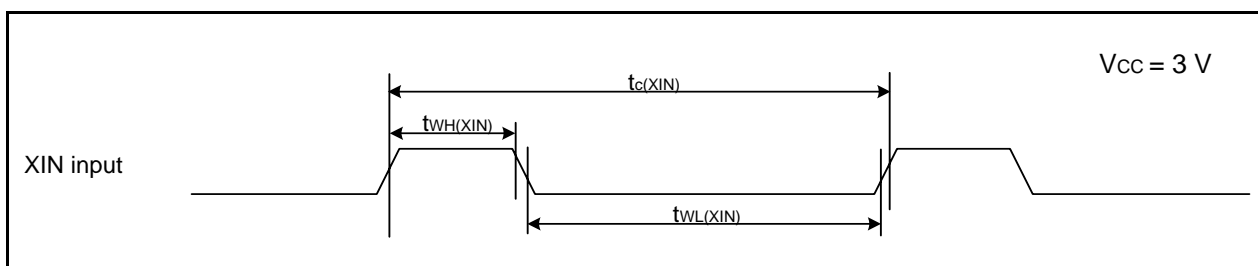 VCC = 3 V
tc(XIN)
tWH(XIN)
XIN input
tWL(XIN)